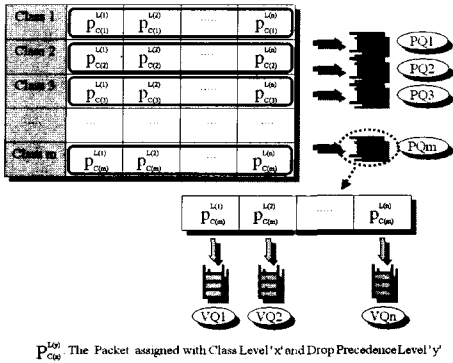 Class 1 P^{L(1)}_{C(1)} P^{L(2)}_{C(1)} ..... P^{L(n)}_{C(1)} PQ1
Class 2 P^{L(1)}_{C(2)} P^{L(2)}_{C(2)} ..... P^{L(n)}_{C(2)} PQ2
Class 3 P^{L(1)}_{C(3)} P^{L(2)}_{C(3)} ..... P^{L(n)}_{C(3)} PQ3
..... ..... ..... ..... .....
Class m P^{L(1)}_{C(m)} P^{L(2)}_{C(m)} ..... P^{L(n)}_{C(m)} PQm
P^{L(1)}_{C(m)} P^{L(2)}_{C(m)} ..... P^{L(n)}_{C(m)}
VQ1 VQ2 VQn
P^{L(y)}_{C(x)}: The Packet assigned with Class Level 'x' and Drop Precedence Level 'y'